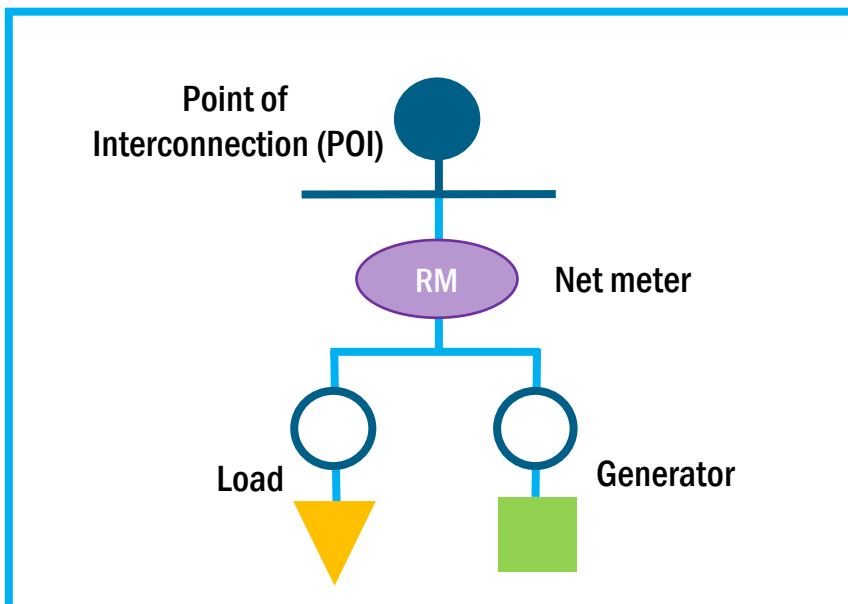 Point of
Interconnection (POI)
RM
Net meter
Load
Generator